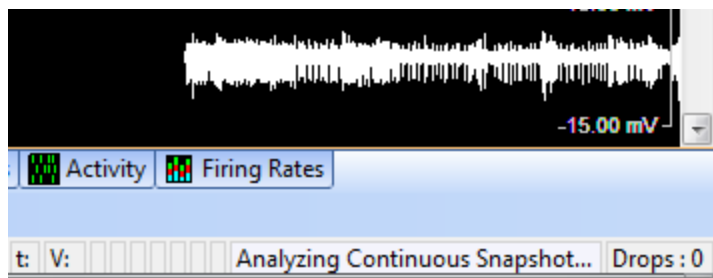 -15.00 mV
Activity Firing Rates
t: V: Analyzing Continuous Snapshot... Drops : 0